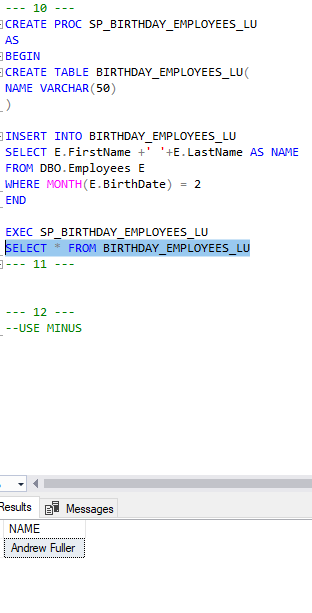 --- 10 ---
CREATE PROC SP_BIRTHDAY_EMPLOYEES_LU
AS
BEGIN
CREATE TABLE BIRTHDAY_EMPLOYEES_LU(
NAME VARCHAR(50)
)
INSERT INTO BIRTHDAY_EMPLOYEES_LU
SELECT E.FirstName +' '+E.LastName AS NAME
FROM DBO.Employees E
WHERE MONTH(E.BirthDate) = 2
END
EXEC SP_BIRTHDAY_EMPLOYEES_LU
SELECT * FROM BIRTHDAY_EMPLOYEES_LU
--- 11 ---
--- 12 ---
--USE MINUS
Results Messages
NAME
Andrew Fuller